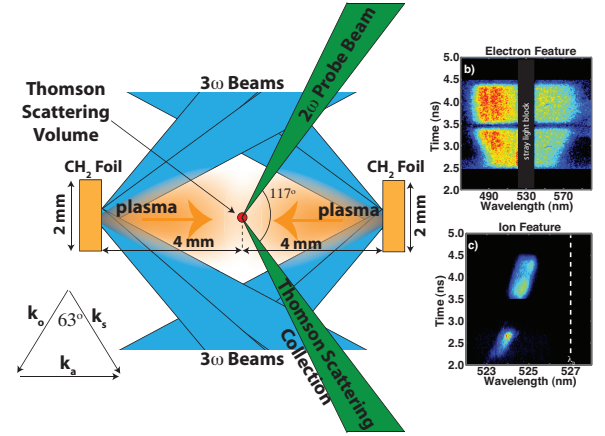 Thomson
Scattering
Volume
3ω Beams
2ω Probe Beam
CH2 Foil
CH2 Foil
2 mm
plasma
117o
plasma
2 mm
4 mm
4 mm
Thomson Scattering
Collection
3ω Beams
ko
63o
ks
ka
Electron Feature
b)
5.0
4.5
4.0
3.5
3.0
2.5
2.0
Time (ns)
stray light block
490
530
570
Wavelength (nm)
Ion Feature
c)
5.0
4.5
4.0
3.5
3.0
2.5
2.0
Time (ns)
523
525
527
Wavelength (nm)